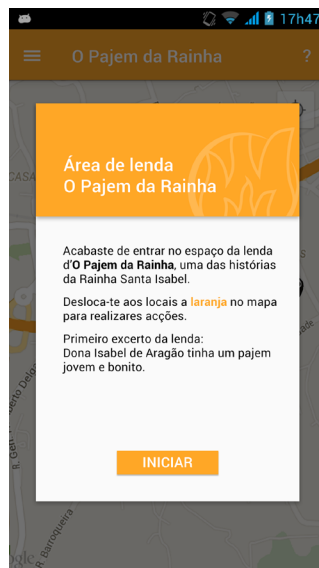 17h47
O Pajem da Rainha ?
Área de lenda
O Pajem da Rainha
CASA
Acabaste de entrar no espaço da lenda
d'O Pajem da Rainha, uma das histórias
da Rainha Santa Isabel.
Desloca-te aos locais a laranja no mapa
para realizares acções.
Primeiro excerto da lenda:
Dona Isabel de Aragão tinha um pajem
jovem e bonito.
INICIAR
R. Barroqueira